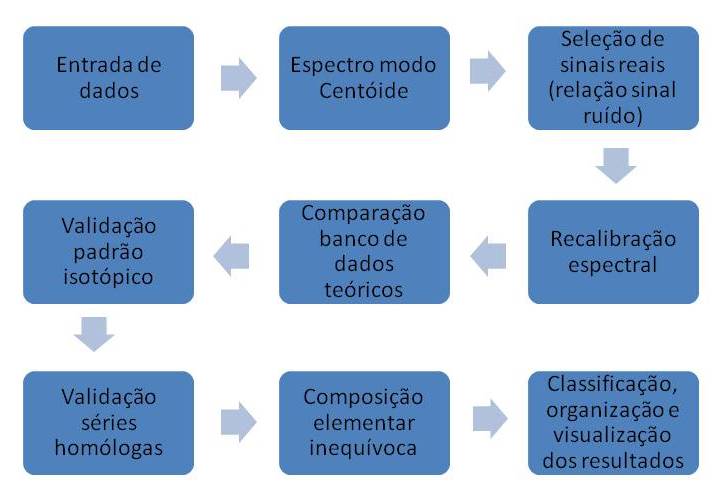 Entrada de
dados
Espectro modo
Centóide
Seleção de
sinais reais
(relação sinal
ruído)
Recalibração
espectral
Comparação
banco de
dados
teóricos
Validação
padrão
isotópico
Validação
séries
homólogas
Composição
elementar
inequívoca
Classificação,
organização e
visualização
dos resultados